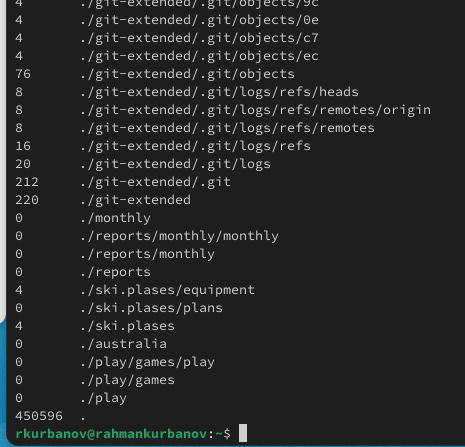 4 ./git-extended/.git/objects/9c
4 ./git-extended/.git/objects/0e
4 ./git-extended/.git/objects/c7
4 ./git-extended/.git/objects/ec
76 ./git-extended/.git/objects
8 ./git-extended/.git/logs/refs/heads
8 ./git-extended/.git/logs/refs/remotes/origin
8 ./git-extended/.git/logs/refs/remotes
16 ./git-extended/.git/logs/refs
20 ./git-extended/.git/logs
212 ./git-extended/.git
220 ./git-extended
0 ./monthly
0 ./reports/monthly/monthly
0 ./reports/monthly
0 ./reports
4 ./ski.plases/equipment
0 ./ski.plases/plans
4 ./ski.plases
0 ./australia
0 ./play/games/play
0 ./play/games
0 ./play
450596 .
rkurbanov@rahmankurbanov:~$